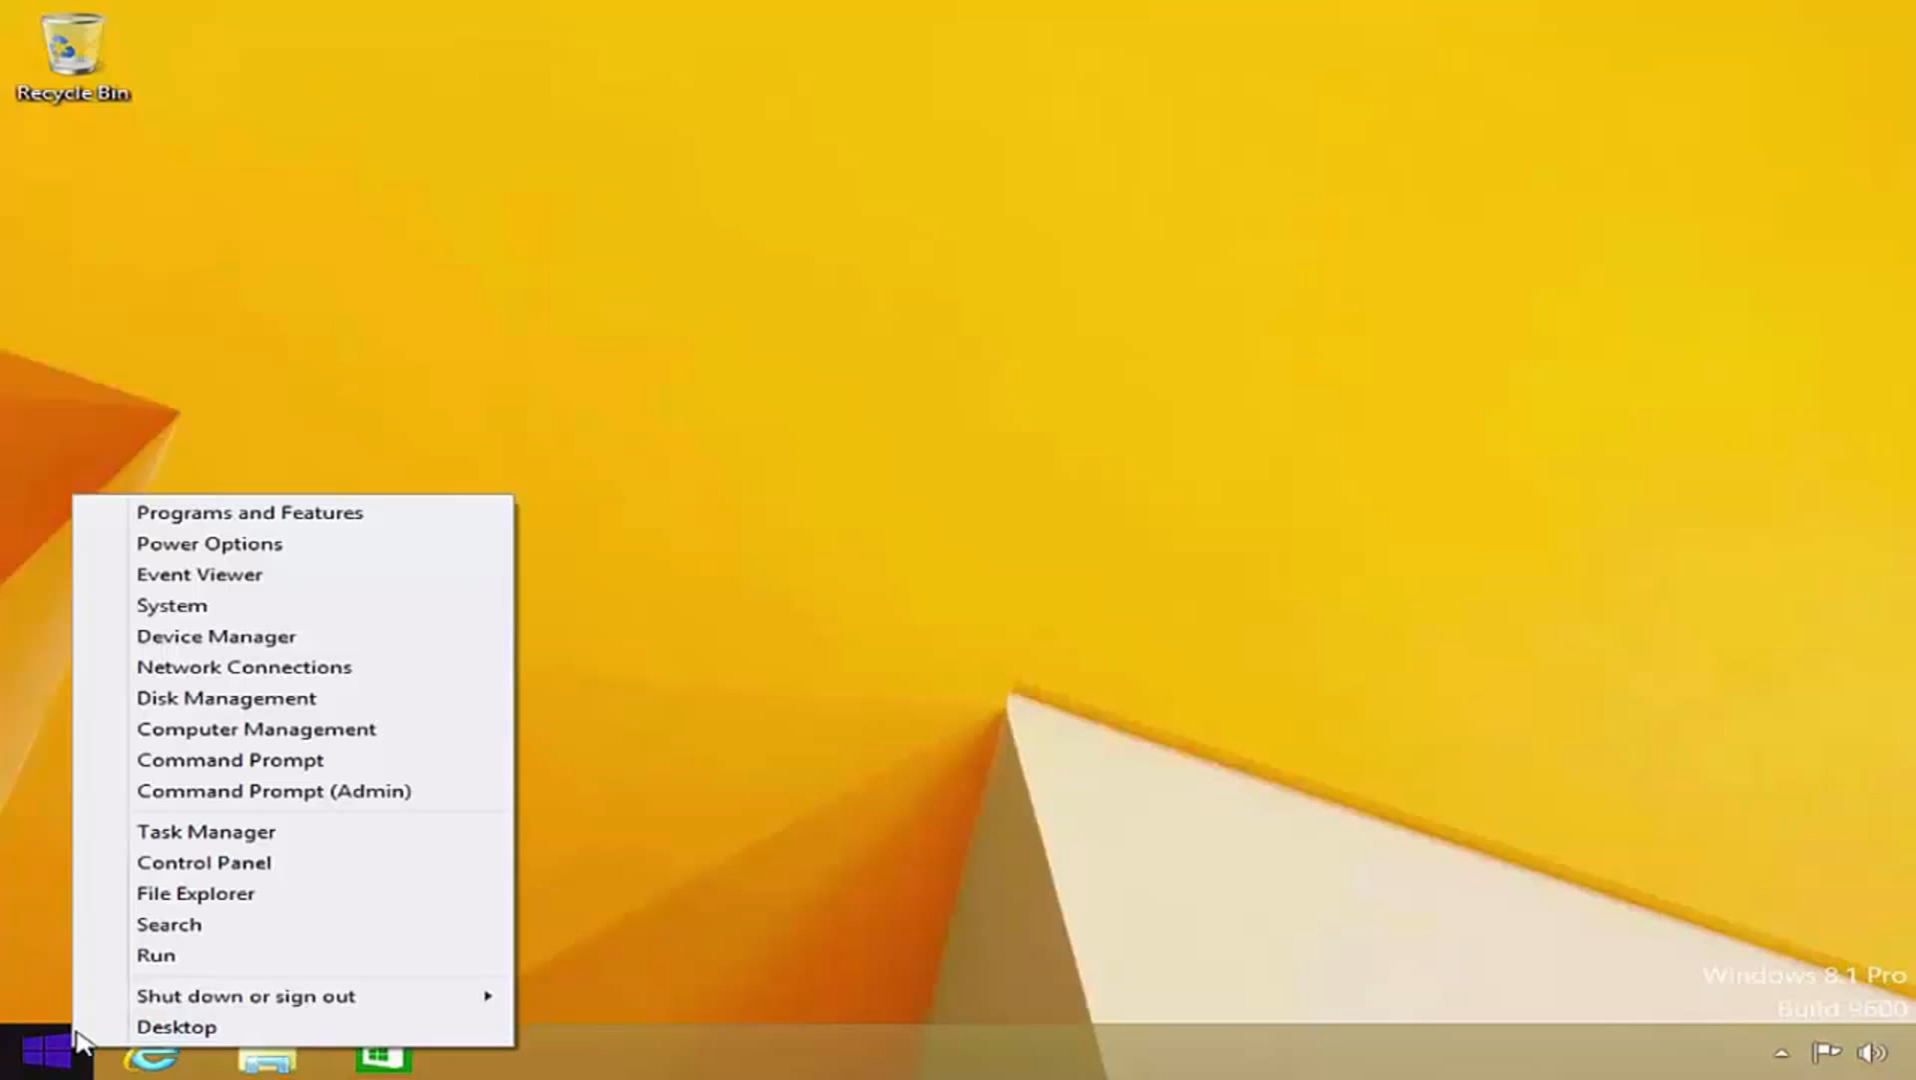 Recycle Bin
Programs and Features
Power Options
Event Viewer
System
Device Manager
Network Connections
Disk Management
Computer Management
Command Prompt
Command Prompt (Admin)
Task Manager
Control Panel
File Explorer
Search
Run
Shut down or sign out
Desktop
Windows 8.1 Pro
Build 9600